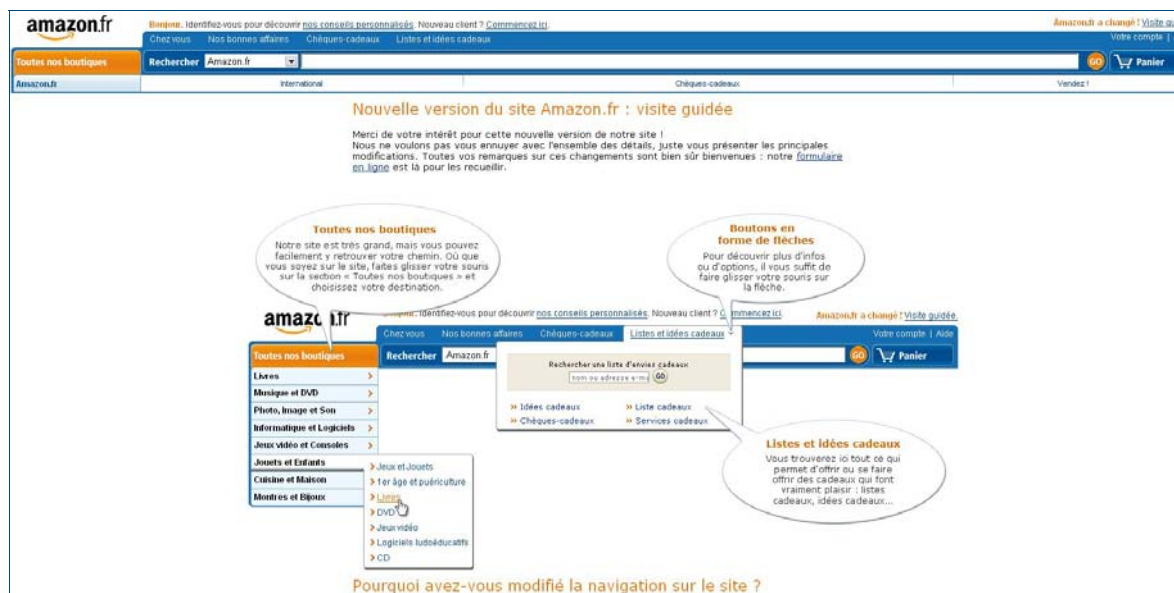 amazon.fr
Bonjour. Identifiez-vous pour découvrir nos conseils personnalisés. Nouveau client ? Commencez ici.
Amazon.fr a changé ! Visite gu
Chez vous Nos bonnes affaires Chèques-cadeaux Listes et idées cadeaux
Votre compte |
Toutes nos boutiques
Rechercher Amazon.fr
GO
Panier
Amazon.fr
International
Chèques-cadeaux
Vendez !
Nouvelle version du site Amazon.fr : visite guidée
Merci de votre intérêt pour cette nouvelle version de notre site !
Nous ne voulons pas vous ennuyer avec l'ensemble des détails, juste vous présenter les principales
modifications. Toutes vos remarques sur ces changements sont bien sûr bienvenues : notre formulaire
en ligne est là pour les recueillir.
Toutes nos boutiques
Notre site est très grand, mais vous pouvez
facilement y retrouver votre chemin. Où que
vous soyez sur le site, faites glisser votre souris
sur la section « Toutes nos boutiques » et
choisissez votre destination.
Boutons en
forme de flèches
Pour découvrir plus d'infos
ou d'options, il vous suffit de
faire glisser votre souris sur
la flèche.
amazon.fr
Identifiez-vous pour découvrir nos conseils personnalisés. Nouveau client ? Commencez ici.
Amazon.fr a changé ! Visite guidée.
Chez vous Nos bonnes affaires Chèques-cadeaux Listes et idées cadeaux
Votre compte | Aide
Toutes nos boutiques
Rechercher Amazon.fr
GO
Panier
Livres
Musique et DVD
Photo, Image et Son
Informatique et Logiciels
Jeux vidéo et Consoles
Jouets et Enfants
Cuisine et Maison
Montres et Bijoux
Rechercher une liste d'envies cadeaux
nom ou adresse e-ma GO
» Idées cadeaux » Liste cadeaux
» Chèques-cadeaux » Services cadeaux
Jeux et Jouets
1er âge et puériculture
Livres
DVD
Jeux vidéo
Logiciels ludoéducatifs
CD
Listes et idées cadeaux
Vous trouverez ici tout ce qui
permet d'offrir ou se faire
offrir des cadeaux qui font
vraiment plaisir : listes
cadeaux, idées cadeaux...
Pourquoi avez-vous modifié la navigation sur le site ?